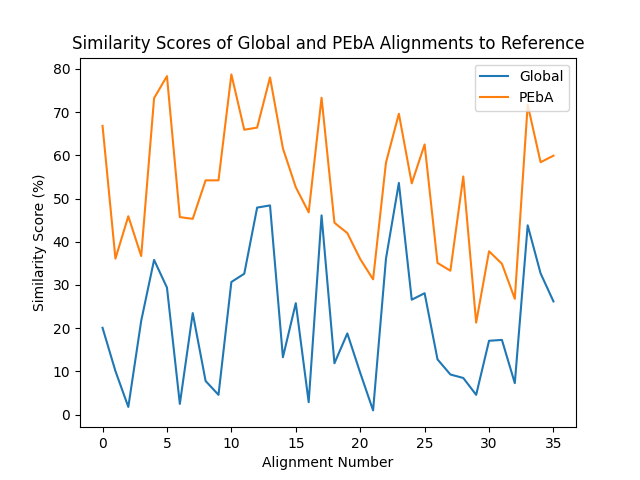 Similarity Scores of Global and PEbA Alignments to Reference
Global
PEbA
80
70
60
50
40
30
20
10
0
Similarity Score (%)
0 5 10 15 20 25 30 35
Alignment Number